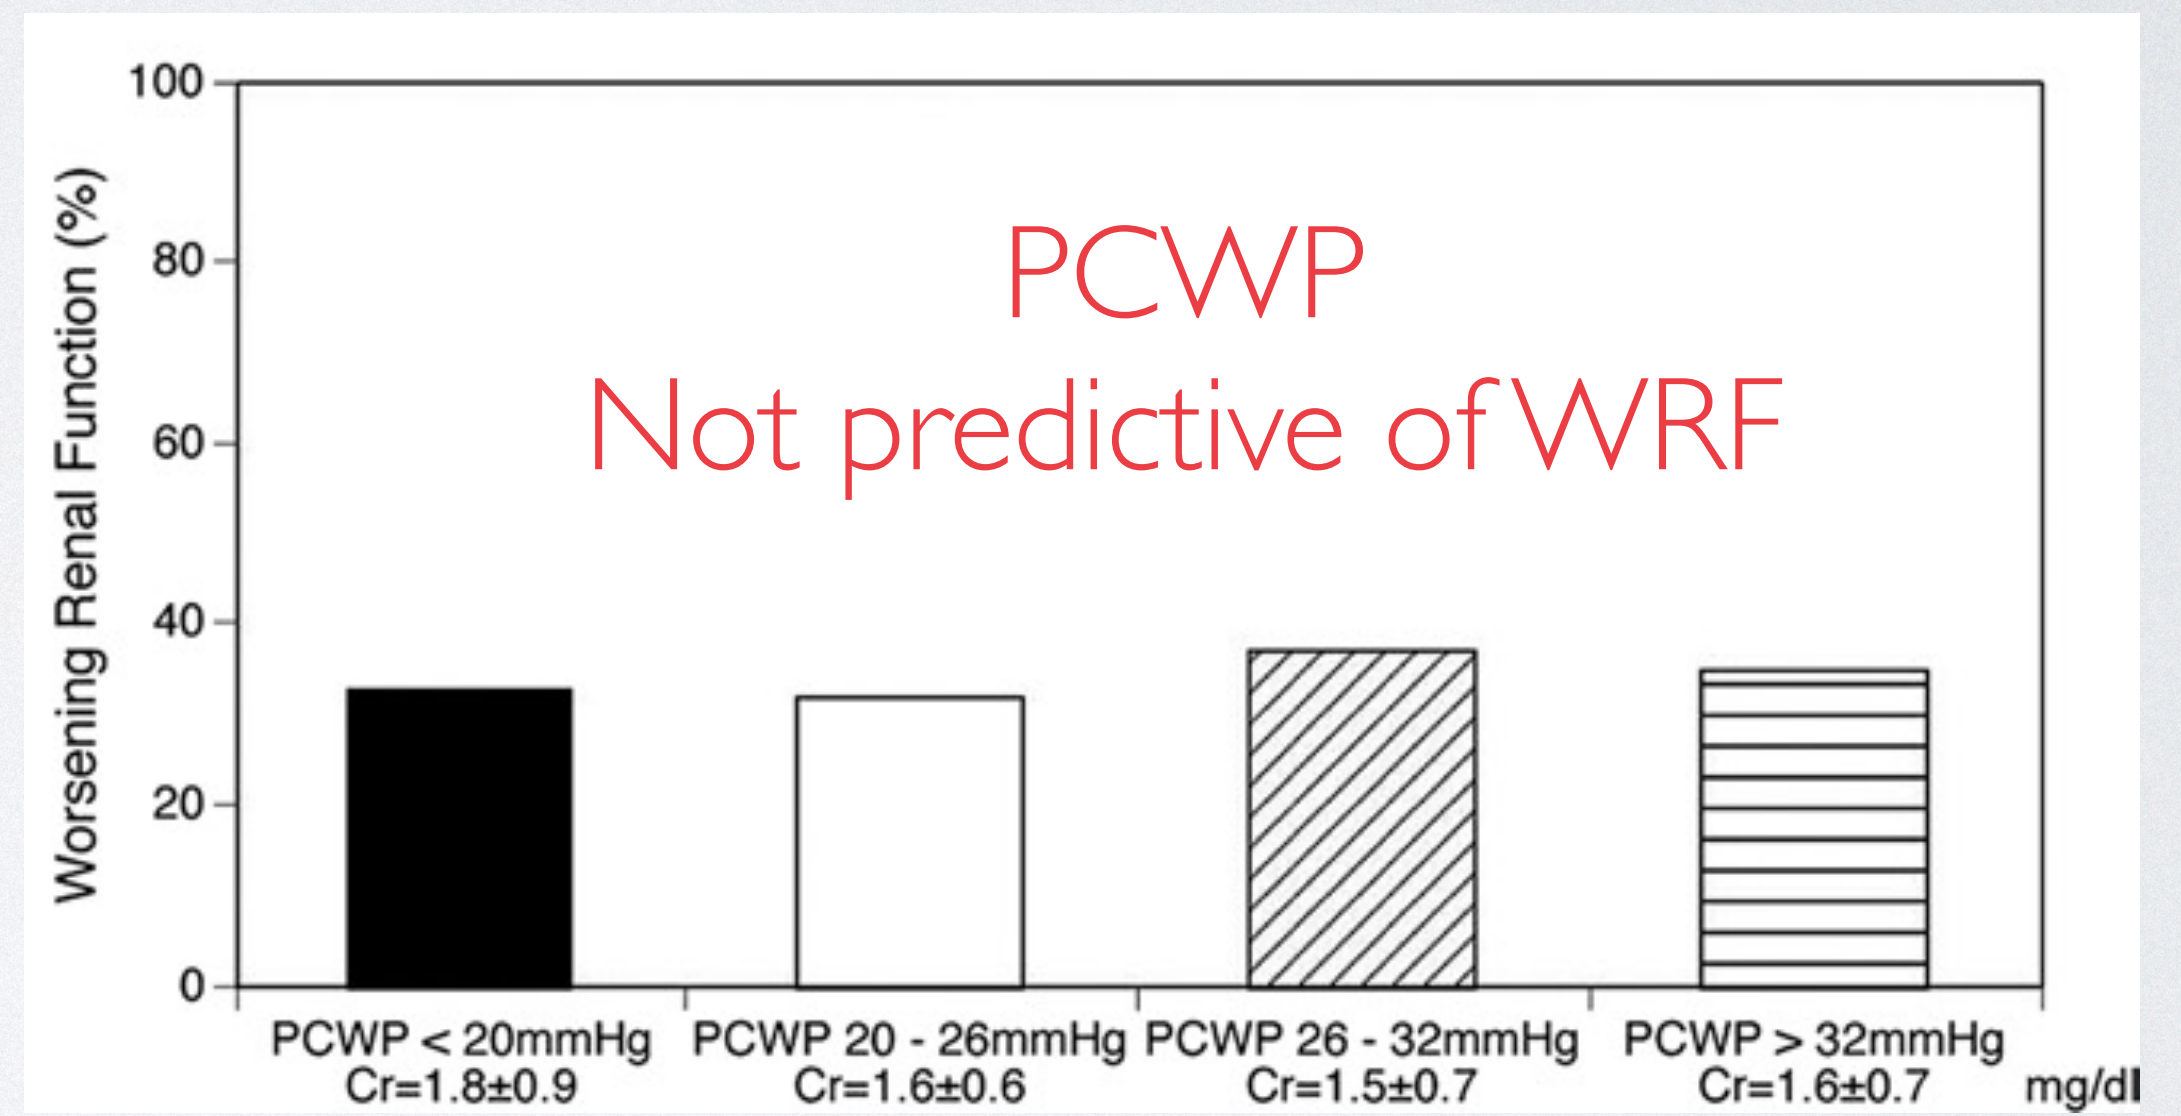 Worsening Renal Function (%)
100
80
60
40
20
0
PCWP
Not predictive of WRF
PCWP < 20mmHg
Cr=1.8±0.9
PCWP 20 - 26mmHg
Cr=1.6±0.6
PCWP 26 - 32mmHg
Cr=1.5±0.7
PCWP > 32mmHg
Cr=1.6±0.7
mg/dl